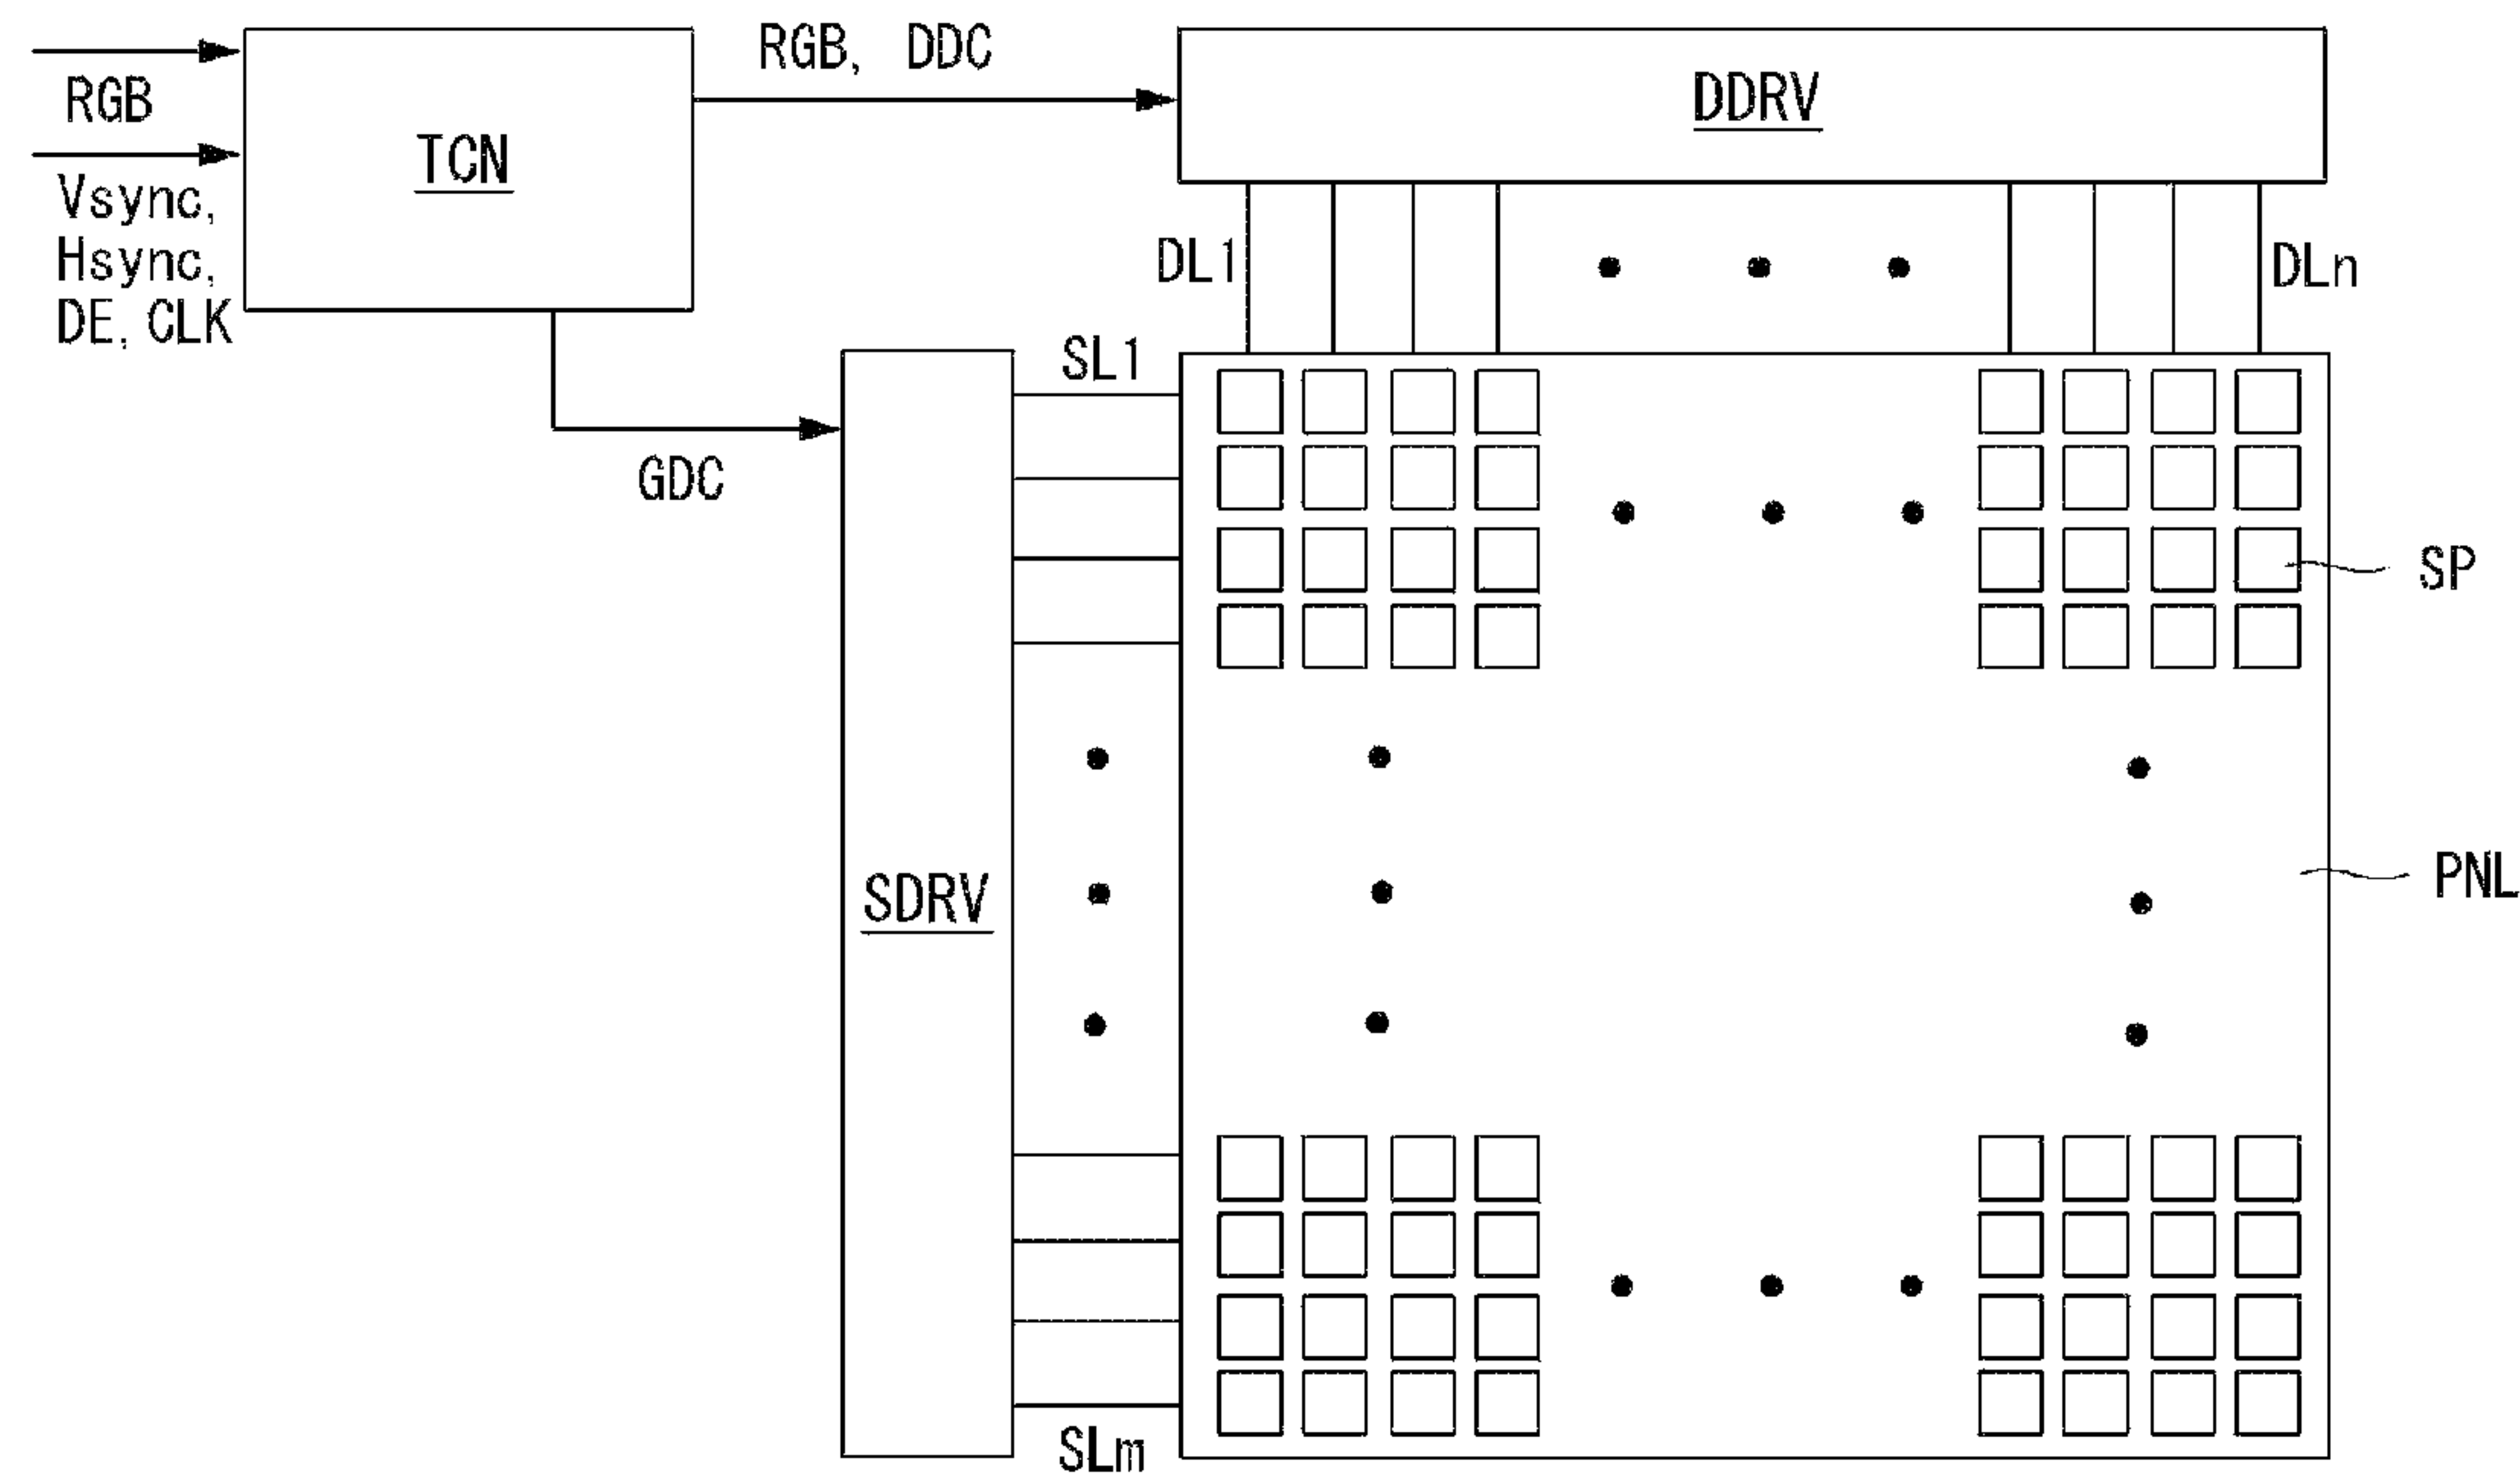 RGB, DDC
RGB
DDRV
TCN
Vsync,
Hsync,
DE, CLK
DL1
DLn
SL1
GDC
SP
SDRV
PNL
SLm